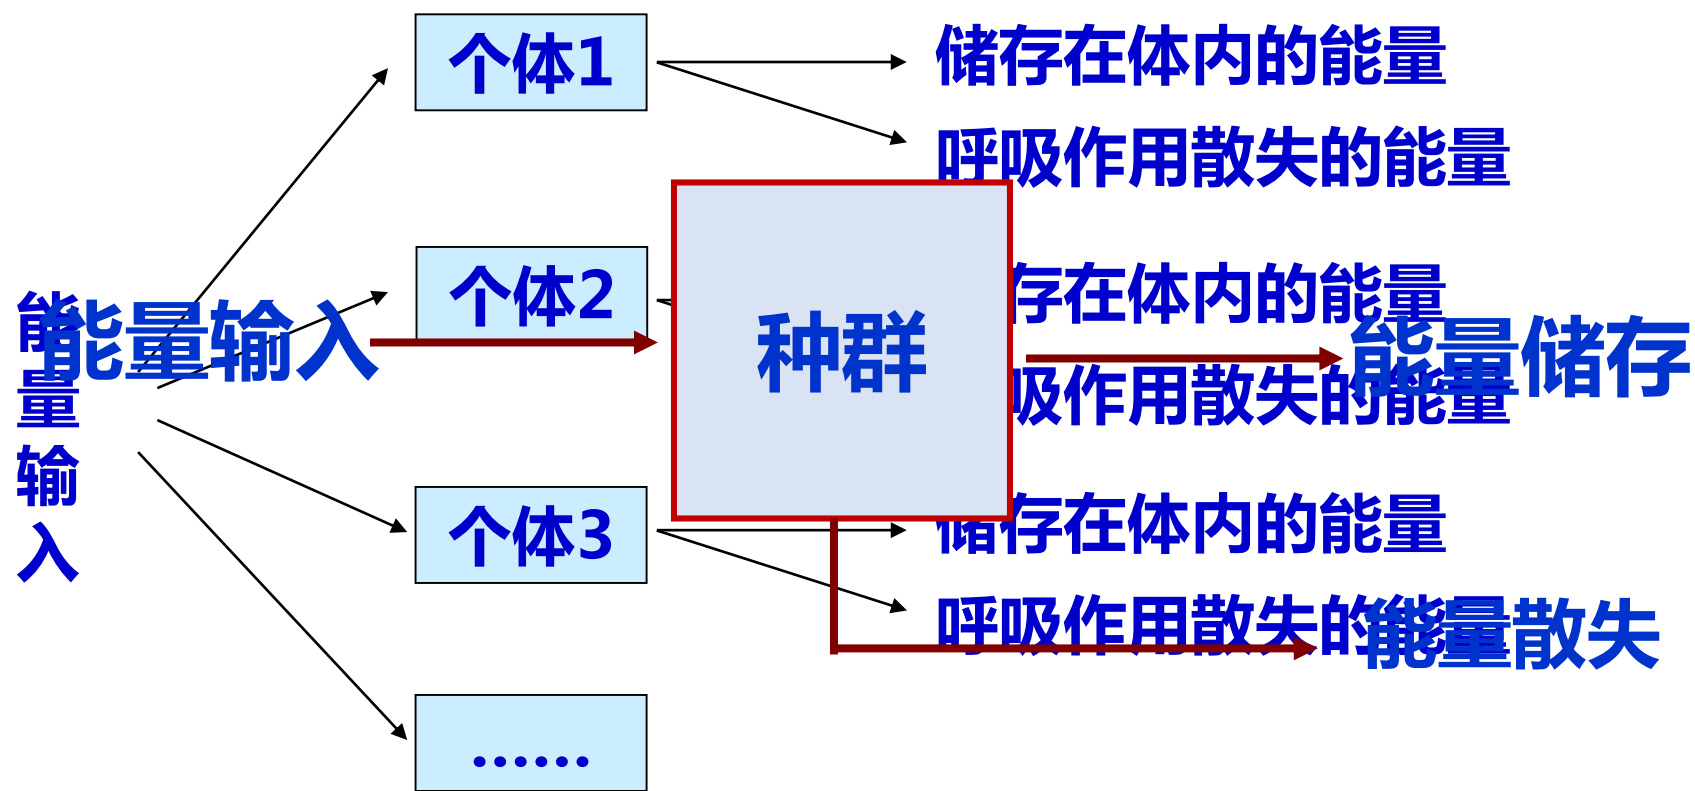 个体1
储存在体内的能量
呼吸作用散失的能量
个体2
存在体内的能量
吸作用散失的能量
能量输入
能量输入
种群
能量储存
个体3
储存在体内的能量
呼吸作用散失的能量
能量散失
……